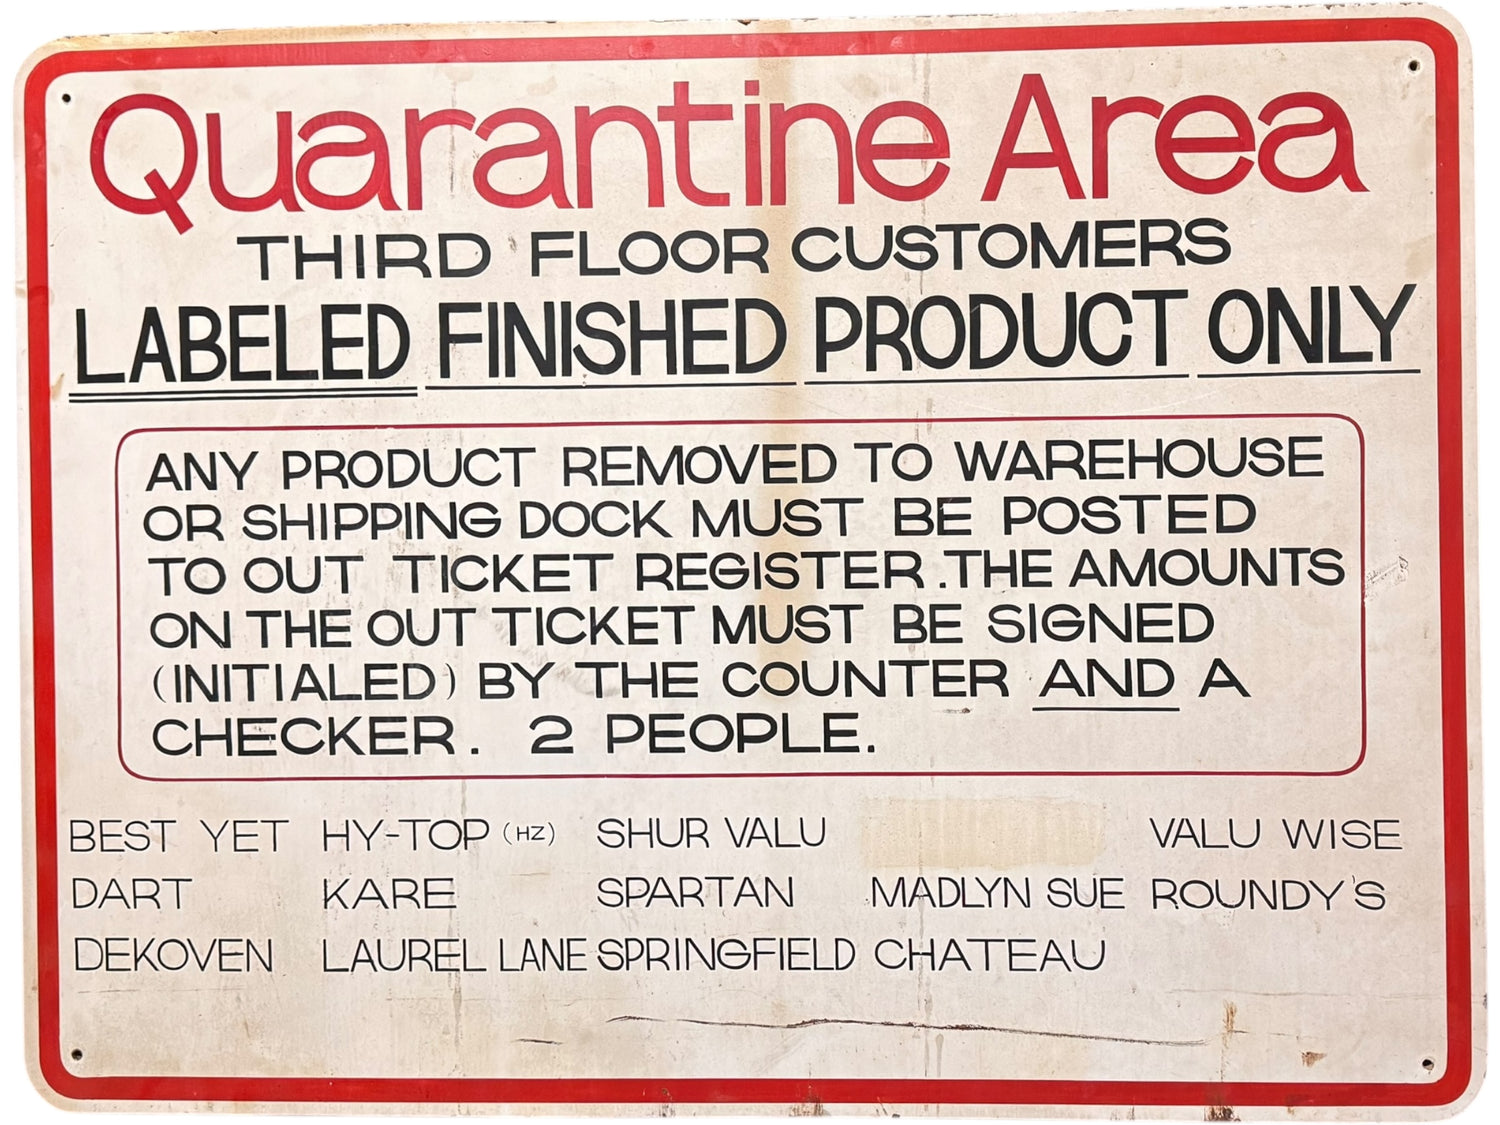 Quarantine Area
THIRD FLOOR CUSTOMERS
LABELED FINISHED PRODUCT ONLY
ANY PRODUCT REMOVED TO WAREHOUSE
OR SHIPPING DOCK MUST BE POSTED
TO OUT TICKET REGISTER. THE AMOUNTS
ON THE OUT TICKET MUST BE SIGNED
(INITIALED) BY THE COUNTER AND A
CHECKER. 2 PEOPLE.
BEST YET HY-TOP (HZ) SHUR VALU VALU WISE
DART KARE SPARTAN MADLYN SUE ROUNDY'S
DEKOVEN LAUREL LANE SPRINGFIELD CHATEAU